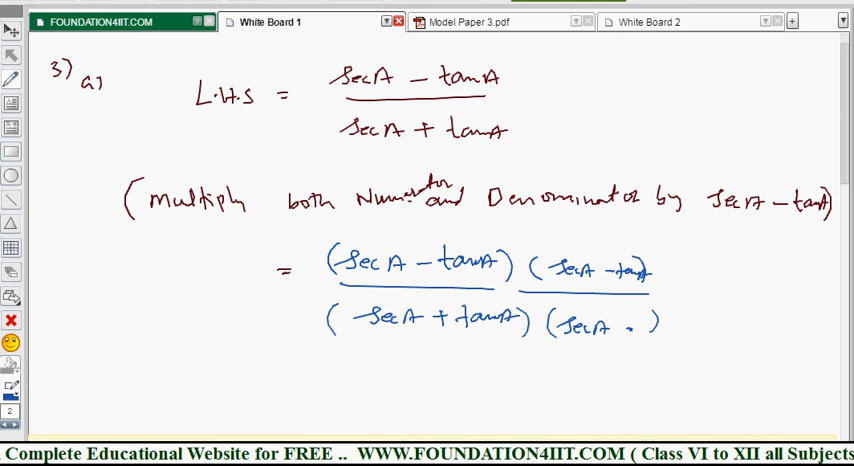 FOUNDATION4IIT.COM White Board 1 Model Paper 3.pdf White Board 2
3) a)
L.H.S = secA - tanA
secA + tanA
(Multiply both Numerator and Denominator by secA - tanA)
= (secA - tanA) (secA - tanA)
(secA + tanA) (secA . )
2
Complete Educational Website for FREE .. WWW.FOUNDATION4IIT.COM ( Class VI to XII all Subjects